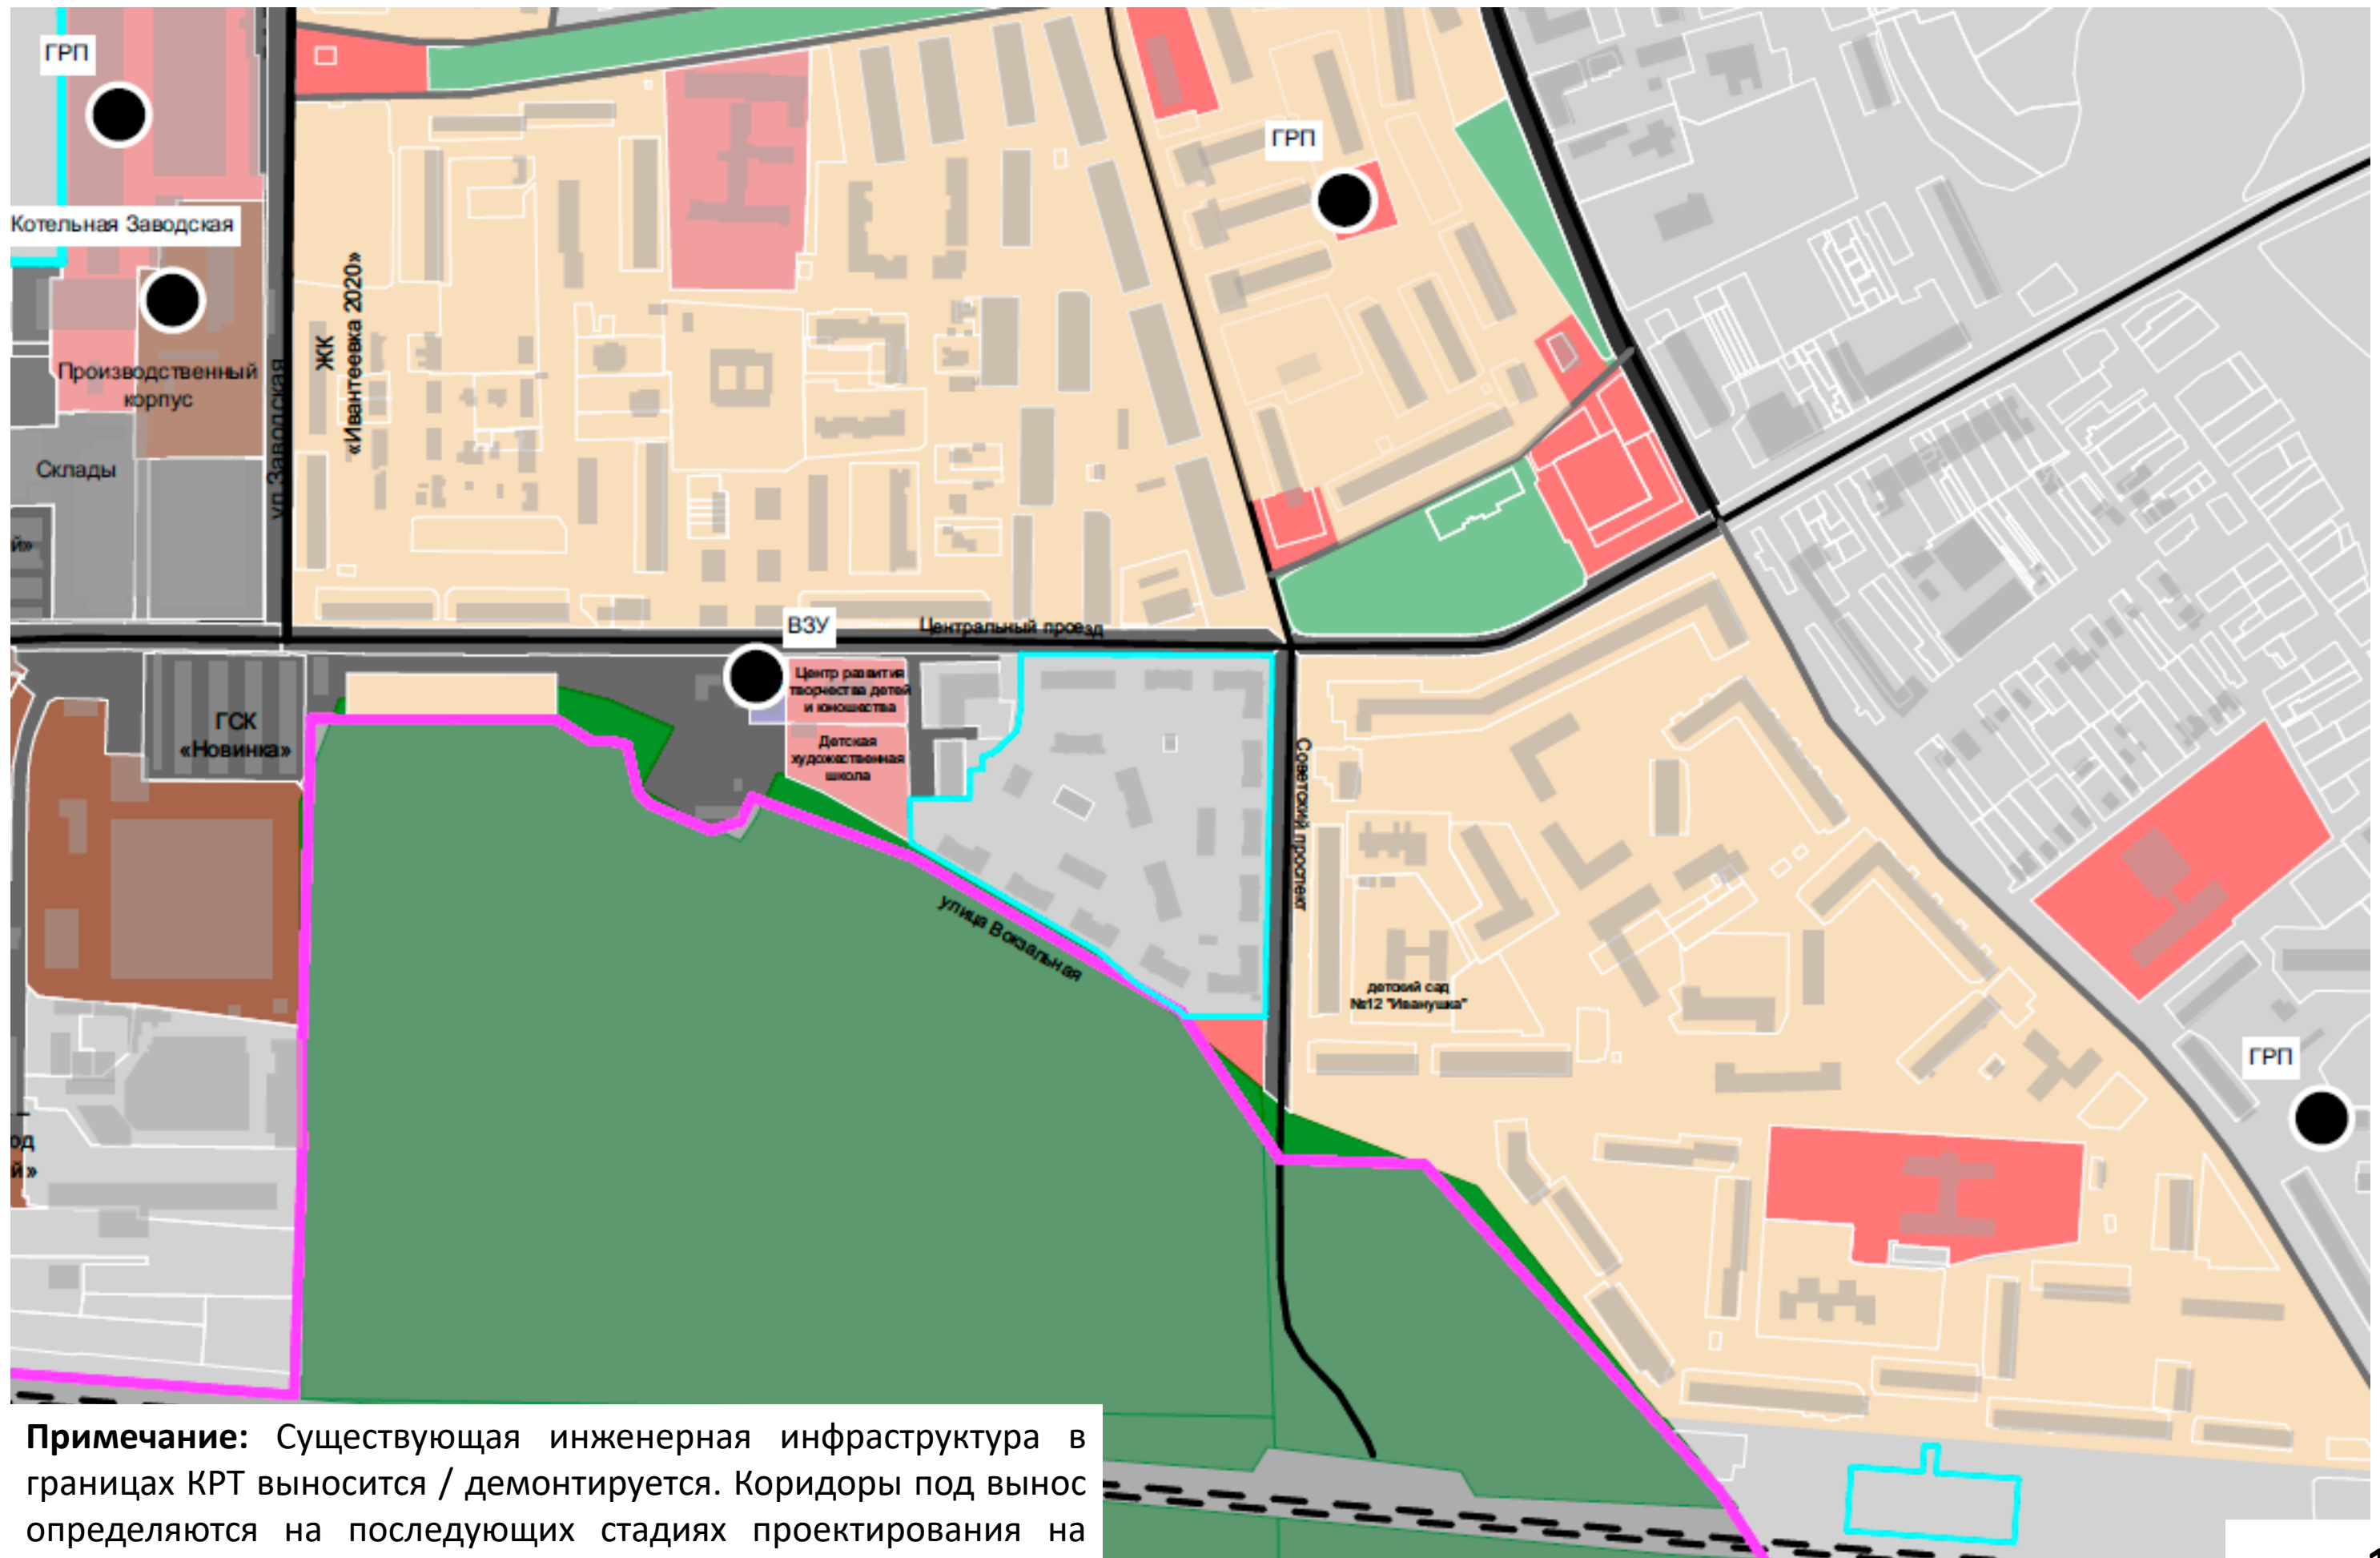 ГРП
ГРП
Котельная Заводская
ЖК
«Ивантеевка 2020»
Производственный
корпус
ул.Заводская
Склады
й»
ВЗУ
Центральный проезд
Центр развития
творчества детей
и юношества
ГСК
«Новинка»
Детская
художественная
школа
Советский проспект
улица Вокзальная
детский сад
№12 "Иванушка"
ГРП
од
й»
Примечание: Существующая инженерная инфраструктура в
границах КРТ выносится / демонтируется. Коридоры под вынос
определяются на последующих стадиях проектирования на